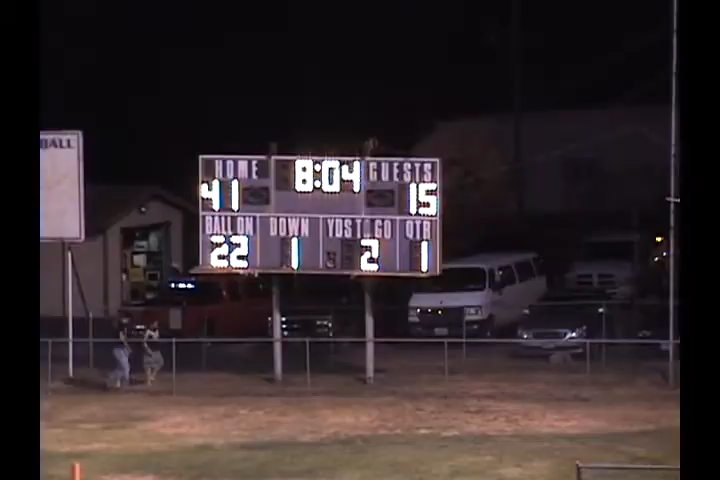 BALL
HOME 8:04 GUESTS
41 15
BALL ON DOWN YDS TO GO QTR
22 1 2 1